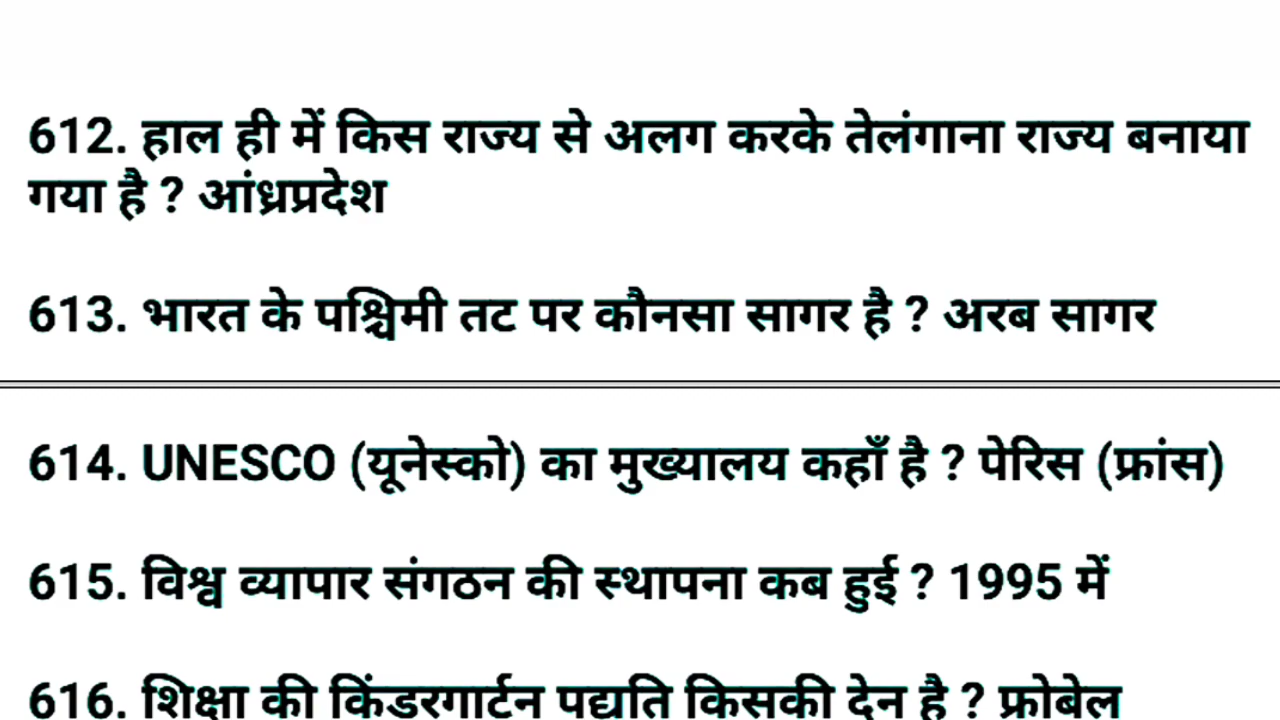 612. हाल ही में किस राज्य से अलग करके तेलंगाना राज्य बनाया
गया है ? आंध्रप्रदेश
613. भारत के पश्चिमी तट पर कौनसा सागर है ? अरब सागर
614. UNESCO (यूनेस्को) का मुख्यालय कहाँ है ? पेरिस (फ्रांस)
615. विश्व व्यापार संगठन की स्थापना कब हुई ? 1995 में
616. शिक्षा की किंडरगार्टन पद्यति किसकी देन है ? फ्रोबेल